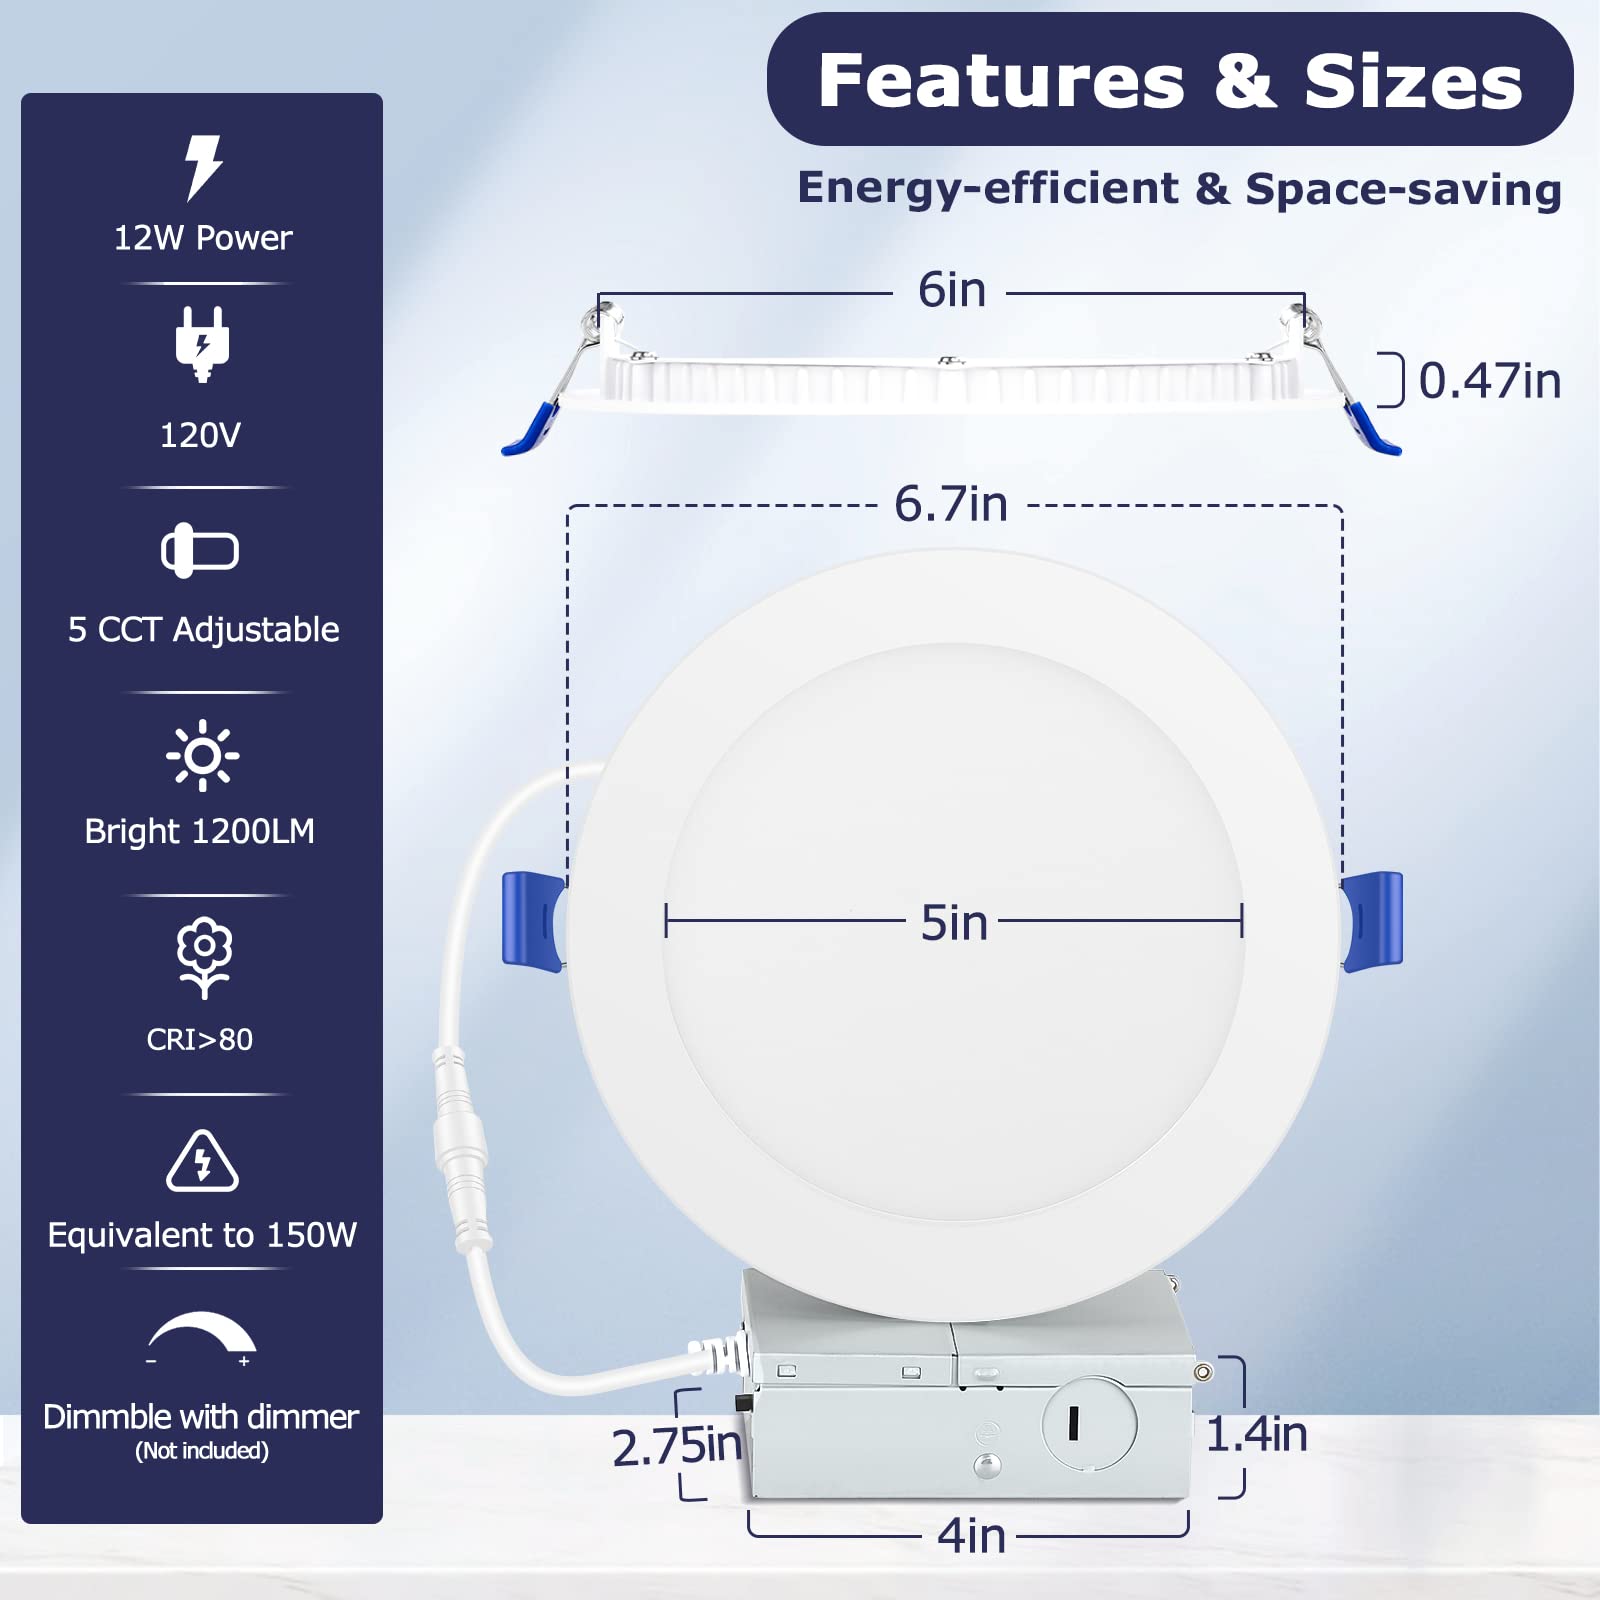 Features & Sizes
Energy-efficient & Space-saving
12W Power
120V
5 CCT Adjustable
Bright 1200LM
CRI>80
Equivalent to 150W
Dimmble with dimmer
(Not included)
6in
0.47in
6.7in
5in
2.75in
1.4in
4in